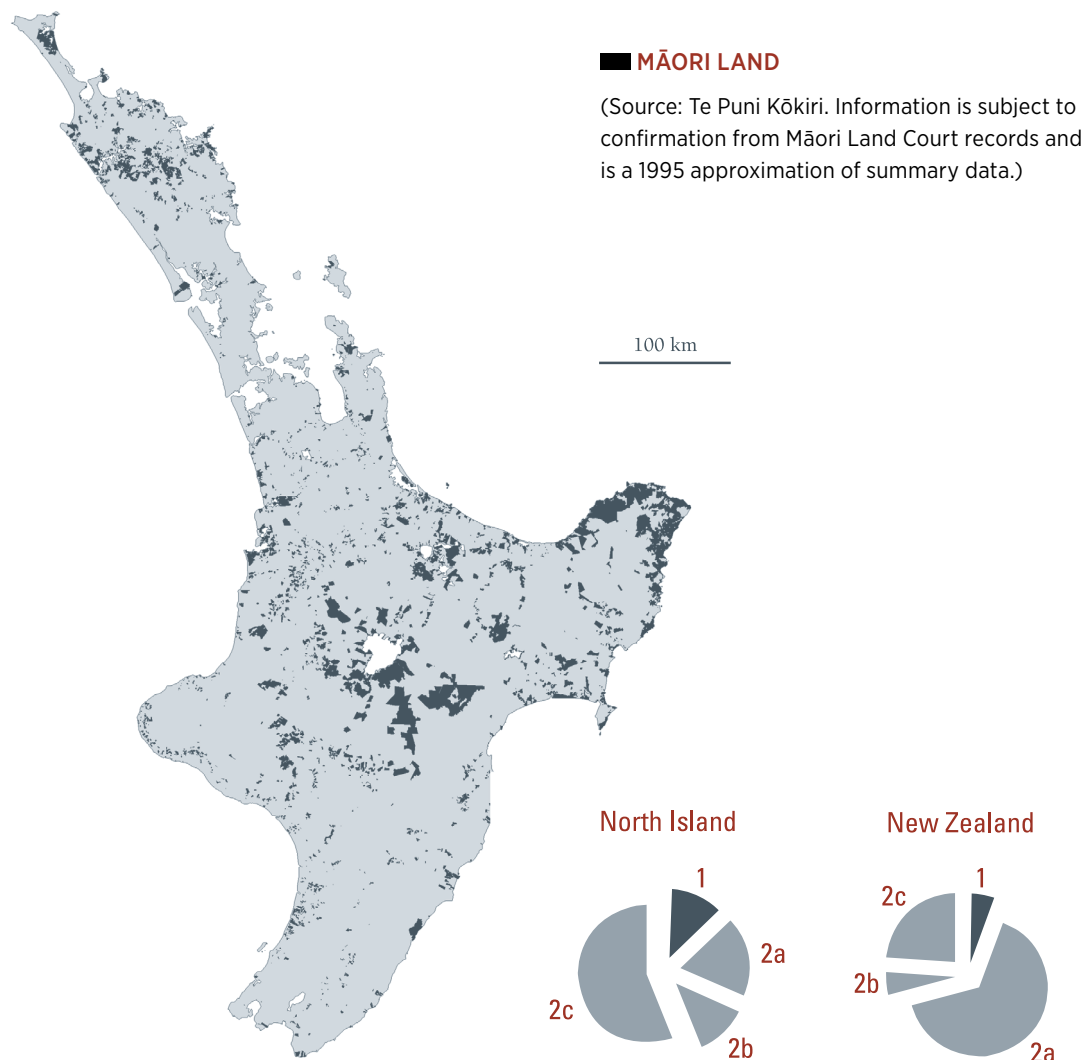 MĀORI LAND
(Source: Te Puni Kōkiri. Information is subject to
confirmation from Māori Land Court records and
is a 1995 approximation of summary data.)
100 km
North Island
1
2a
2b
2c
New Zealand
1
2a
2b
2c